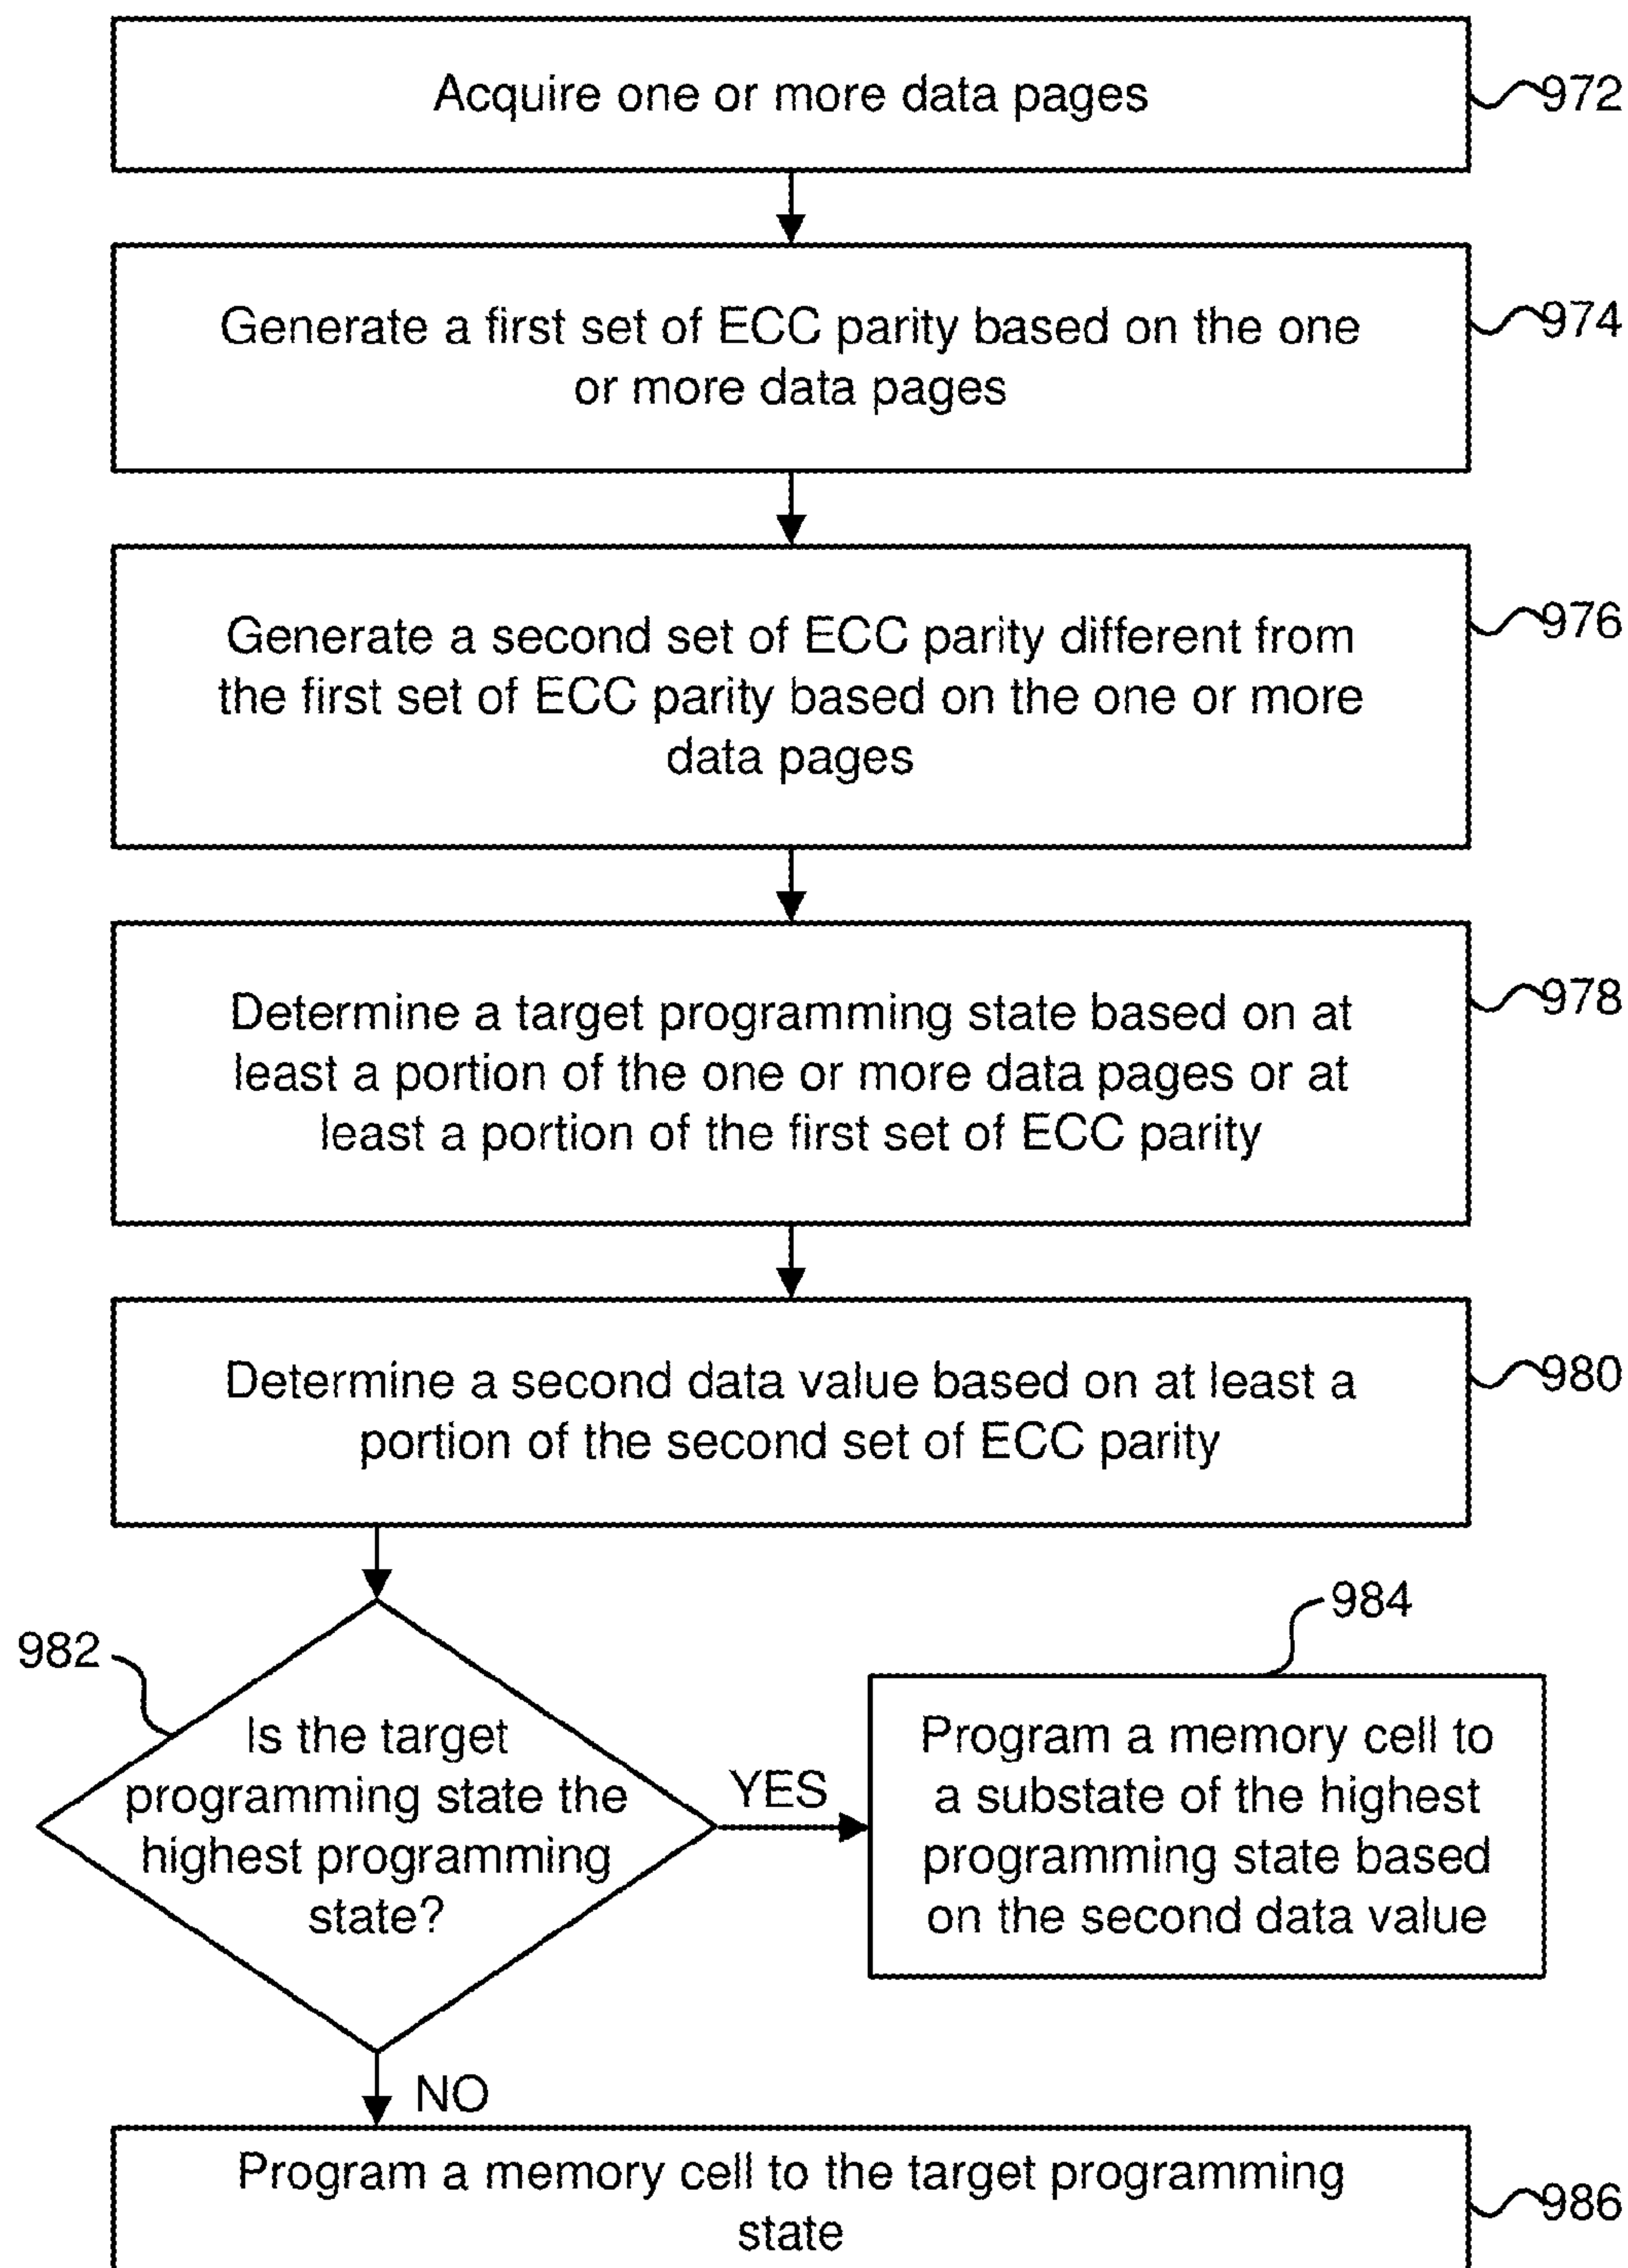 Acquire one or more data pages
972
Generate a first set of ECC parity based on the one
or more data pages
974
Generate a second set of ECC parity different from
the first set of ECC parity based on the one or more
data pages
976
Determine a target programming state based on at
least a portion of the one or more data pages or at
least a portion of the first set of ECC parity
978
Determine a second data value based on at least a
portion of the second set of ECC parity
980
982
Is the target
programming state the
highest programming
state?
YES
984
Program a memory cell to
a substate of the highest
programming state based
on the second data value
NO
Program a memory cell to the target programming
state
986